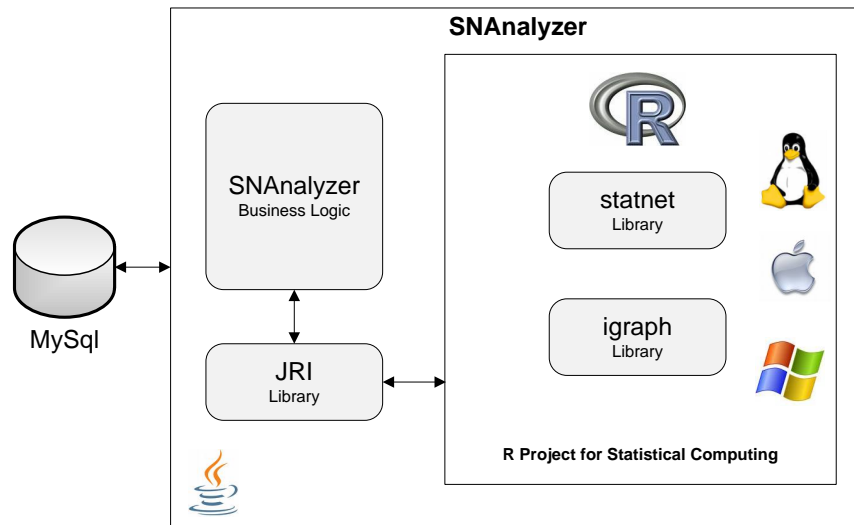 SNAnalyzer
R
SNAnalyzer
Business Logic
statnet
Library
MySql
igraph
Library
JRI
Library
R Project for Statistical Computing